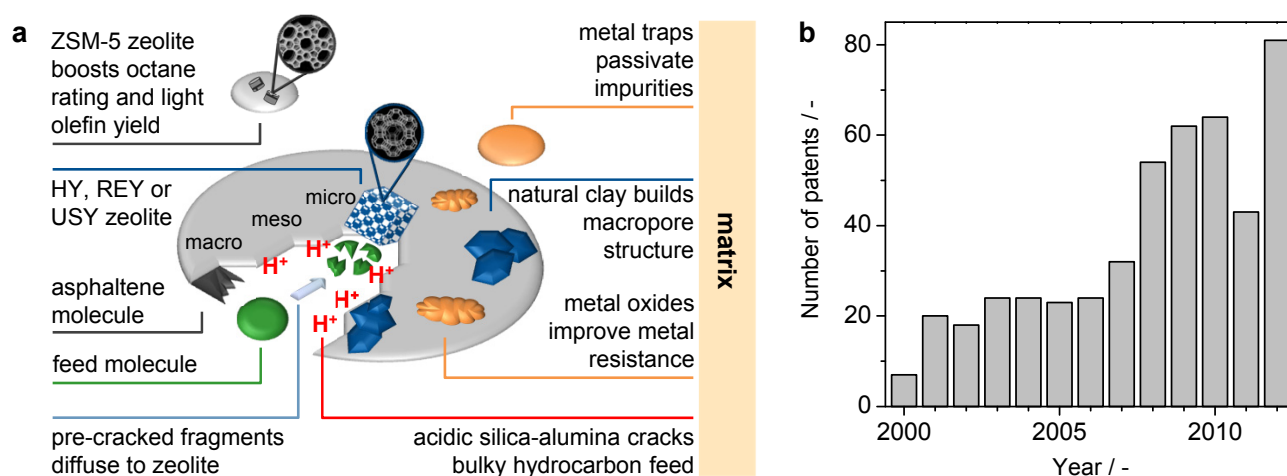 a
ZSM-5 zeolite
boosts octane
rating and light
olefin yield
HY, REY or
USY zeolite
asphaltene
molecule
feed molecule
pre-cracked fragments
diffuse to zeolite
macro
meso
micro
H+
H+
H+
H+
H+
metal traps
passivate
impurities
natural clay builds
macropore
structure
metal oxides
improve metal
resistance
acidic silica-alumina cracks
bulky hydrocarbon feed
matrix
b
Number of patents / -
80
60
40
20
0
2000
2005
2010
Year / -